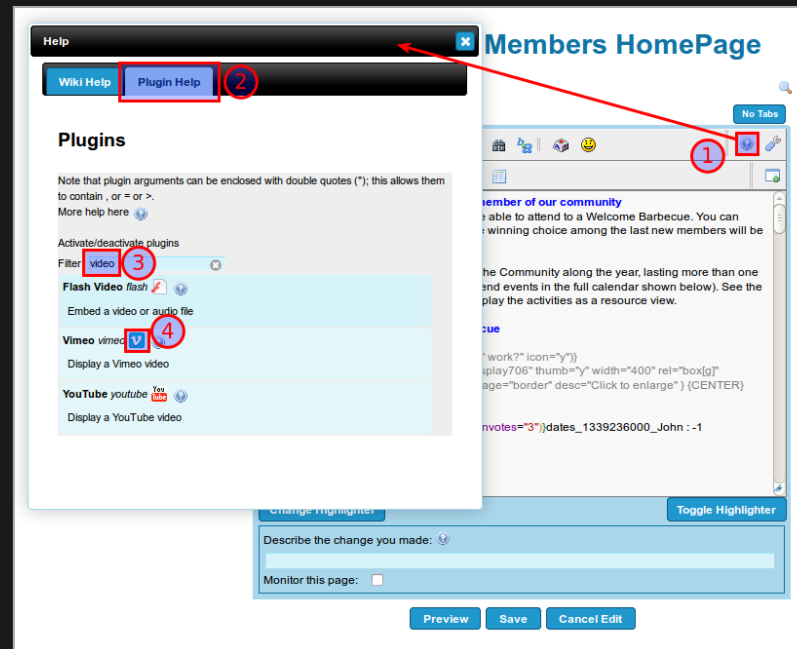 Help
Members HomePage
Wiki Help
Plugin Help
2
No Tabs
1
Plugins
Note that plugin arguments can be enclosed with double quotes ("); this allows them
to contain , or = or >.
More help here
Activate/deactivate plugins
Filter
video
3
Flash Video flash
Embed a video or audio file
Vimeo vimeo
4
Display a Vimeo video
YouTube youtube
You
Tube
Display a YouTube video
ember of our community
able to attend to a Welcome Barbecue. You can
winning choice among the last new members will be
he Community along the year, lasting more than one
end events in the full calendar shown below). See the
play the activities as a resource view.
cue
" work?" icon="y")}
splay706" thumb="y" width="400" rel="box[g]"
age="border" desc="Click to enlarge" } {CENTER}
nvotes="3")}dates_1339236000_John : -1
Change Highlighter
Toggle Highlighter
Describe the change you made:
Monitor this page:
Preview
Save
Cancel Edit